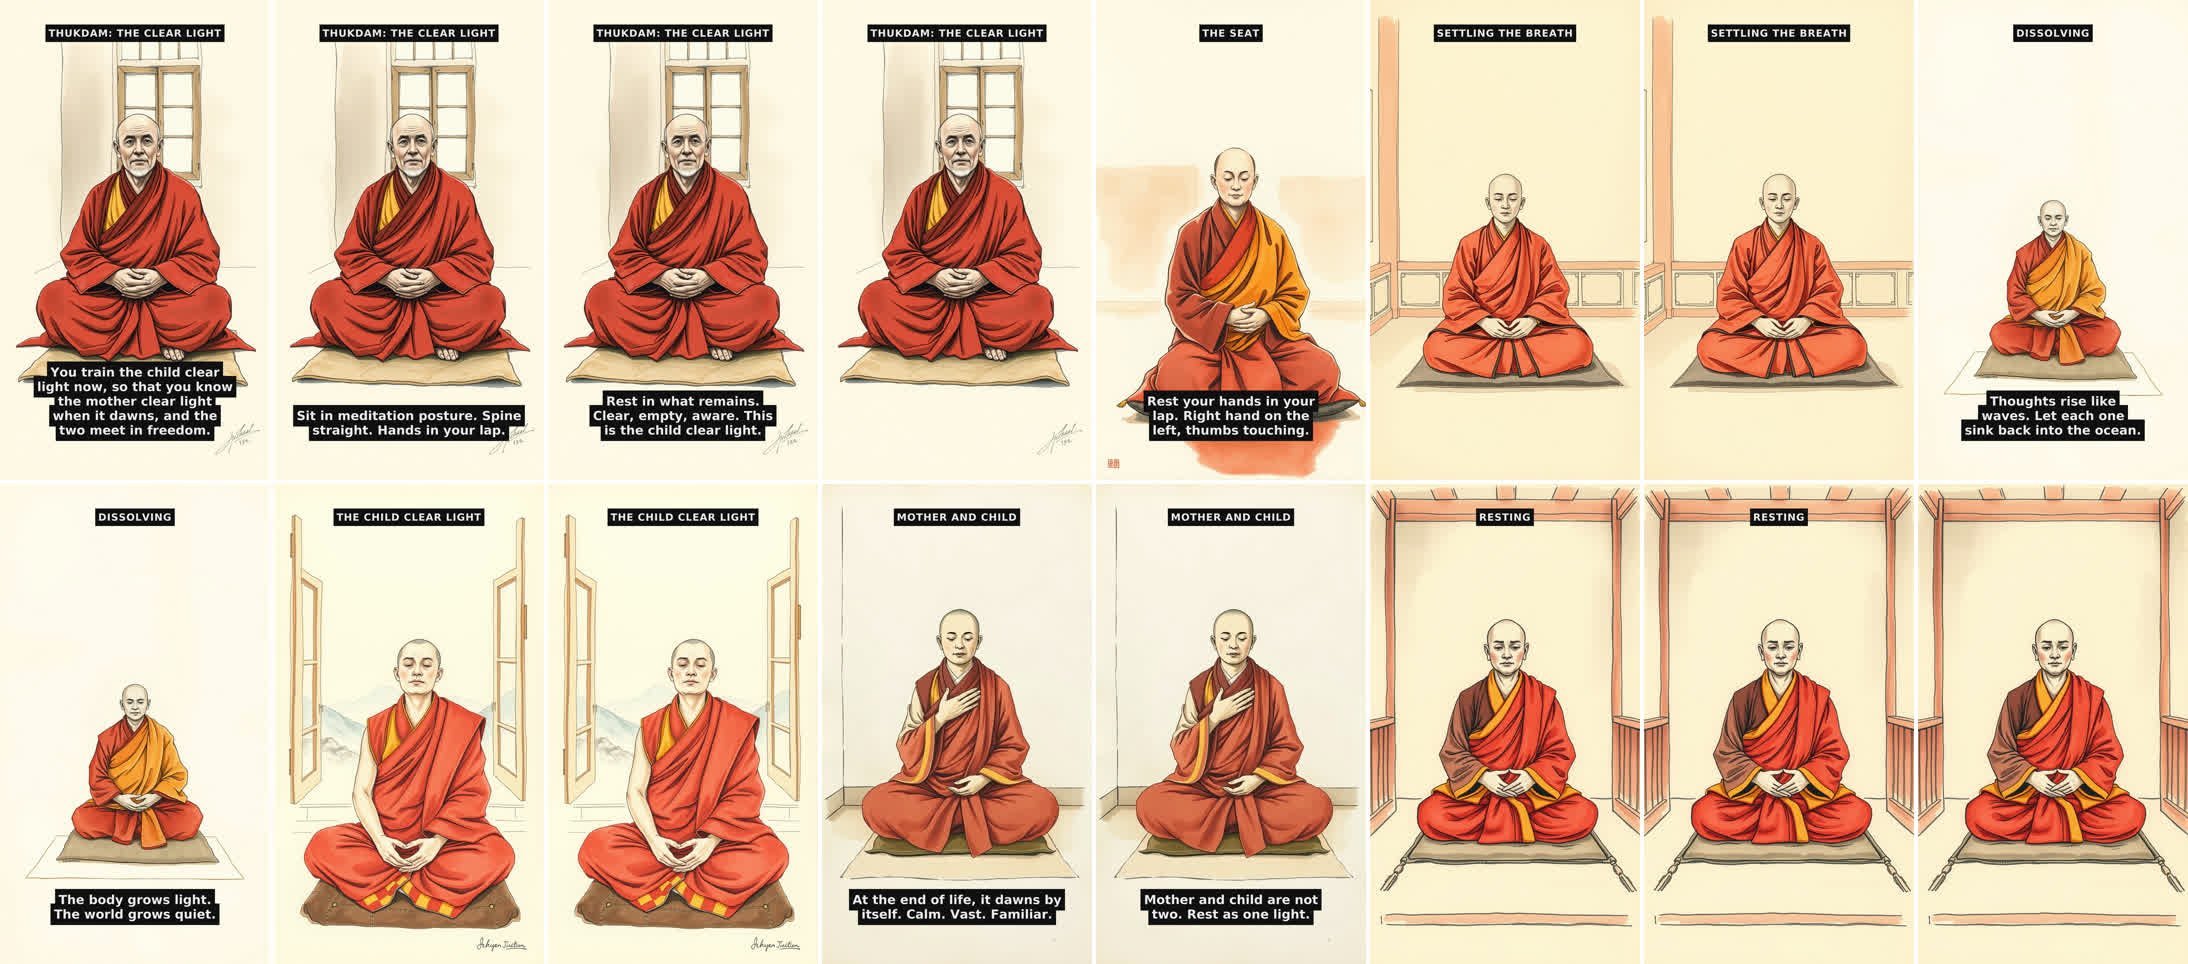 THUKDAM: THE CLEAR LIGHT
You train the child clear
light now, so that you know
the mother clear light
when it dawns, and the
two meet in freedom.
THUKDAM: THE CLEAR LIGHT
Sit in meditation posture. Spine
straight. Hands in your lap.
THUKDAM: THE CLEAR LIGHT
Rest in what remains.
Clear, empty, aware. This
is the child clear light.
THUKDAM: THE CLEAR LIGHT
THE SEAT
Rest your hands in your
lap. Right hand on the
left, thumbs touching.
SETTLING THE BREATH
SETTLING THE BREATH
DISSOLVING
Thoughts rise like
waves. Let each one
sink back into the ocean.
DISSOLVING
The body grows light.
The world grows quiet.
THE CHILD CLEAR LIGHT
THE CHILD CLEAR LIGHT
MOTHER AND CHILD
At the end of life, it dawns by
itself. Calm. Vast. Familiar.
MOTHER AND CHILD
Mother and child are not
two. Rest as one light.
RESTING
RESTING